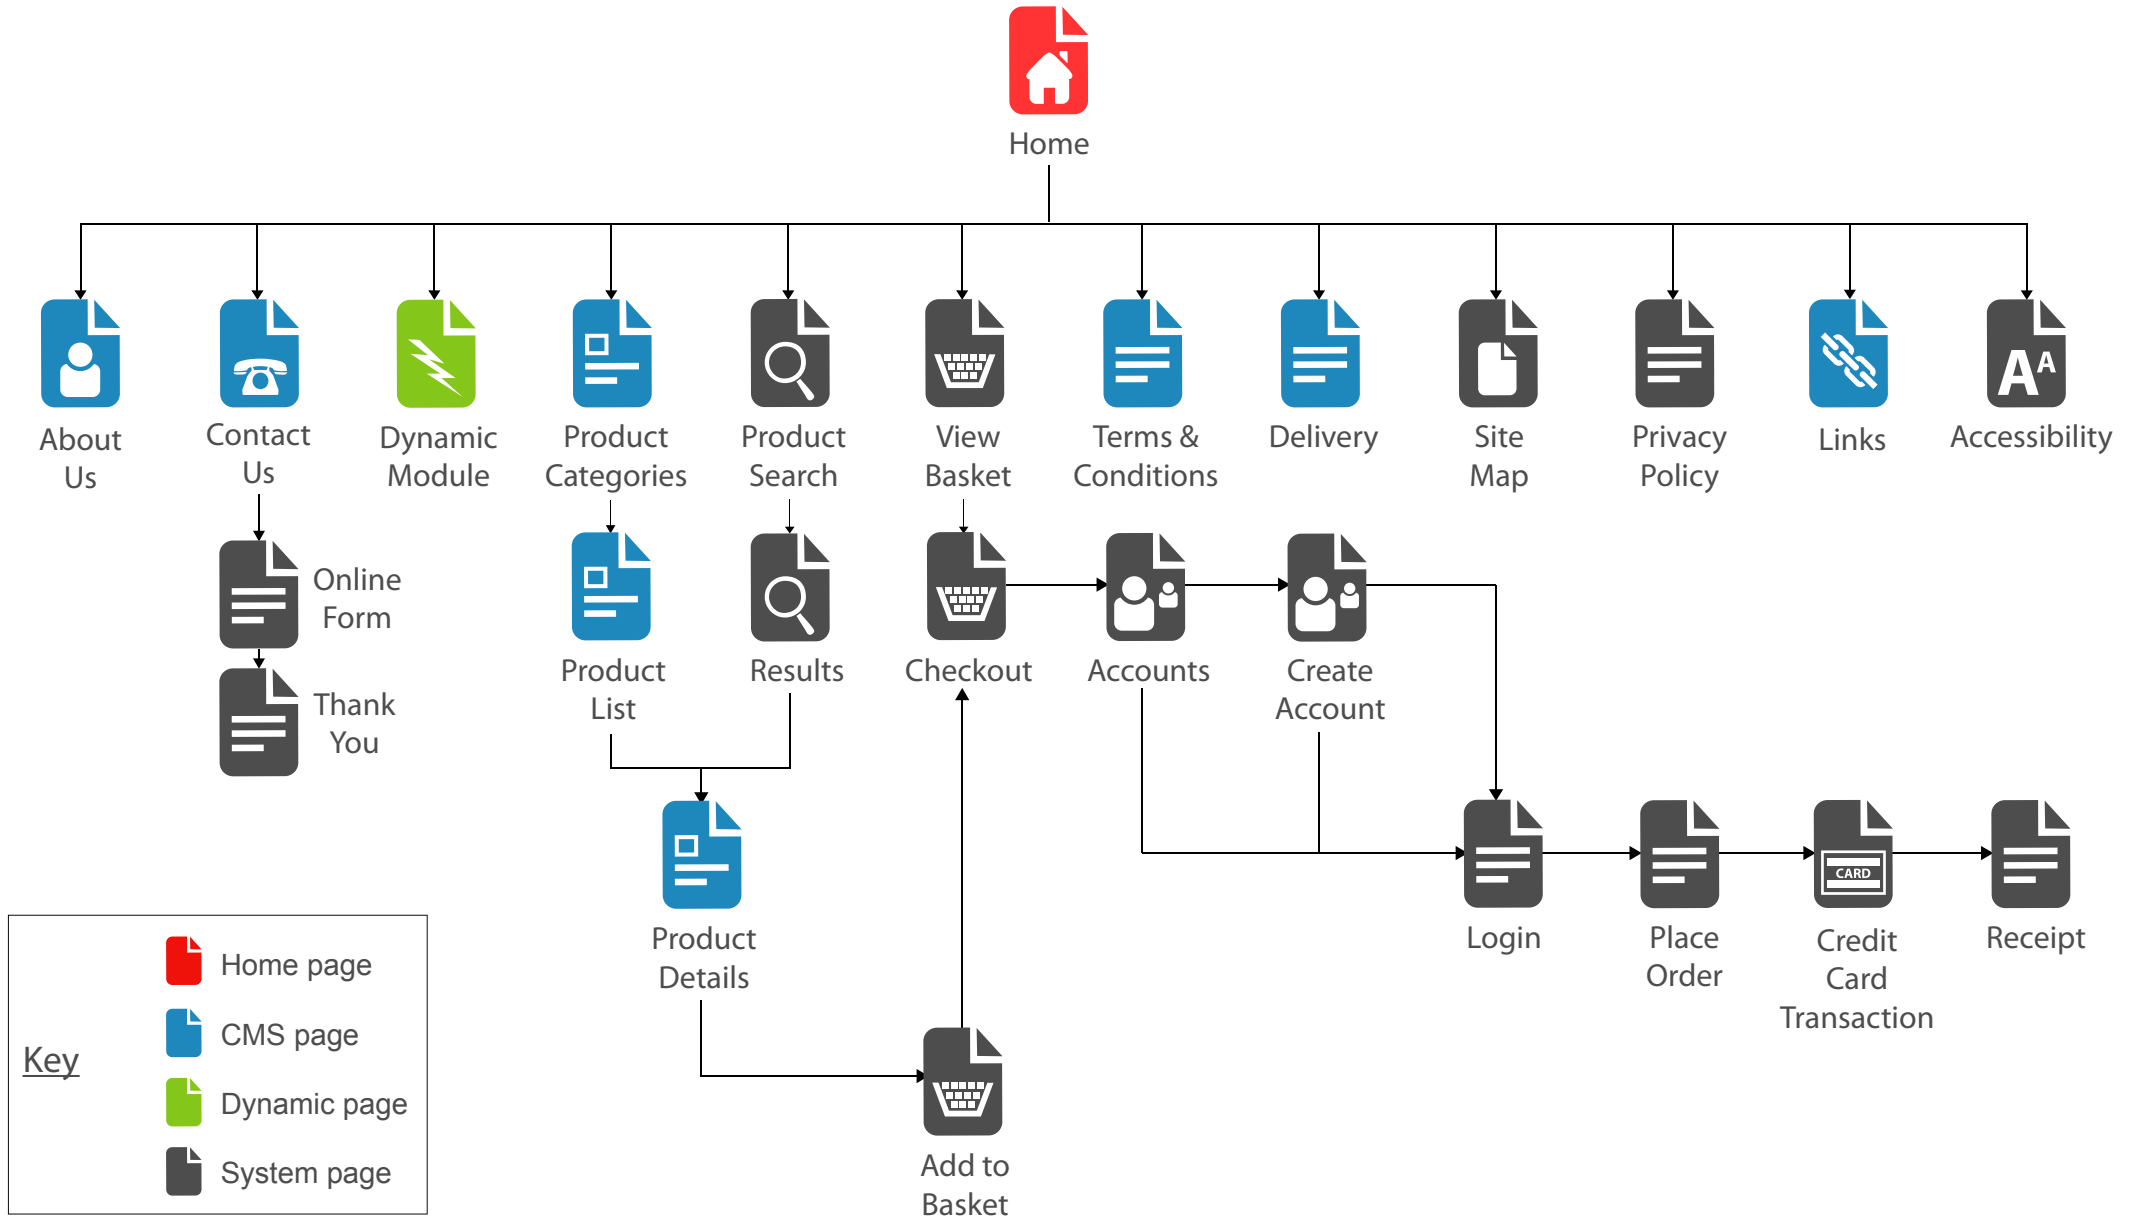 Home
About
Us
Contact
Us
Dynamic
Module
Product
Categories
Product
Search
View
Basket
Terms &
Conditions
Delivery
Site
Map
Privacy
Policy
Links
AA
Accessibility
Online
Form
Thank
You
Product
List
Results
Checkout
Accounts
Create
Account
Product
Details
Add to
Basket
Login
Place
Order
CARD
Credit
Card
Transaction
Receipt
Key
Home page
CMS page
Dynamic page
System page